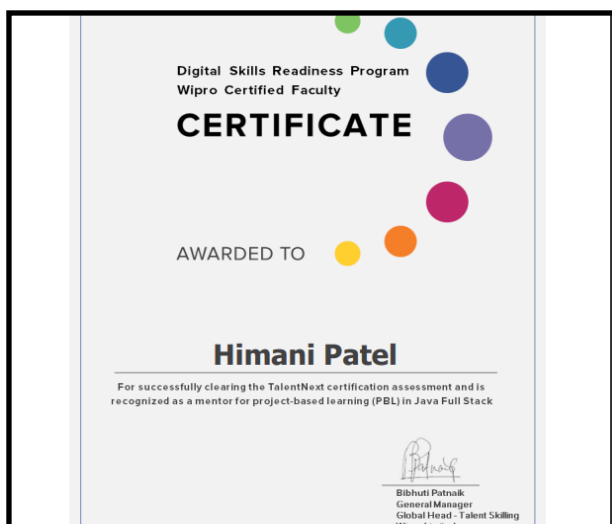 Digital Skills Readiness Program
Wipro Certified Faculty
CERTIFICATE
AWARDED TO
Himani Patel
For successfully clearing the TalentNext certification assessment and is
recognized as a mentor for project-based learning (PBL) in Java Full Stack
Bibhuti Patnaik
General Manager
Global Head - Talent Skilling